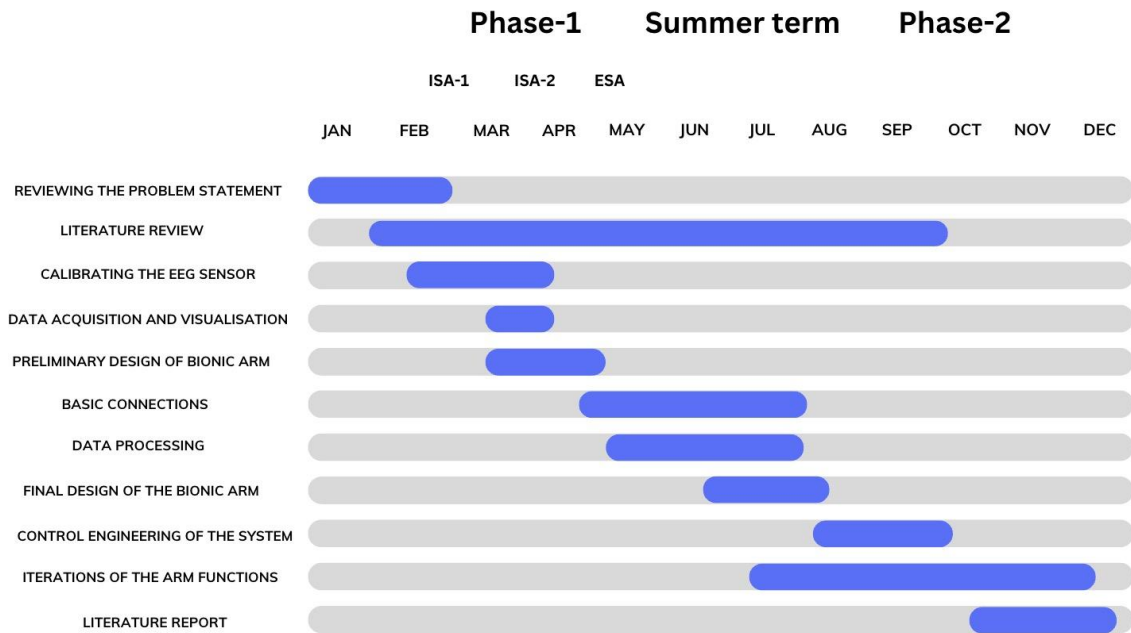 Phase-1 Summer term Phase-2
ISA-1 ISA-2 ESA
JAN FEB MAR APR MAY JUN JUL AUG SEP OCT NOV DEC
REVIEWING THE PROBLEM STATEMENT
LITERATURE REVIEW
CALIBRATING THE EEG SENSOR
DATA ACQUISITION AND VISUALISATION
PRELIMINARY DESIGN OF BIONIC ARM
BASIC CONNECTIONS
DATA PROCESSING
FINAL DESIGN OF THE BIONIC ARM
CONTROL ENGINEERING OF THE SYSTEM
ITERATIONS OF THE ARM FUNCTIONS
LITERATURE REPORT